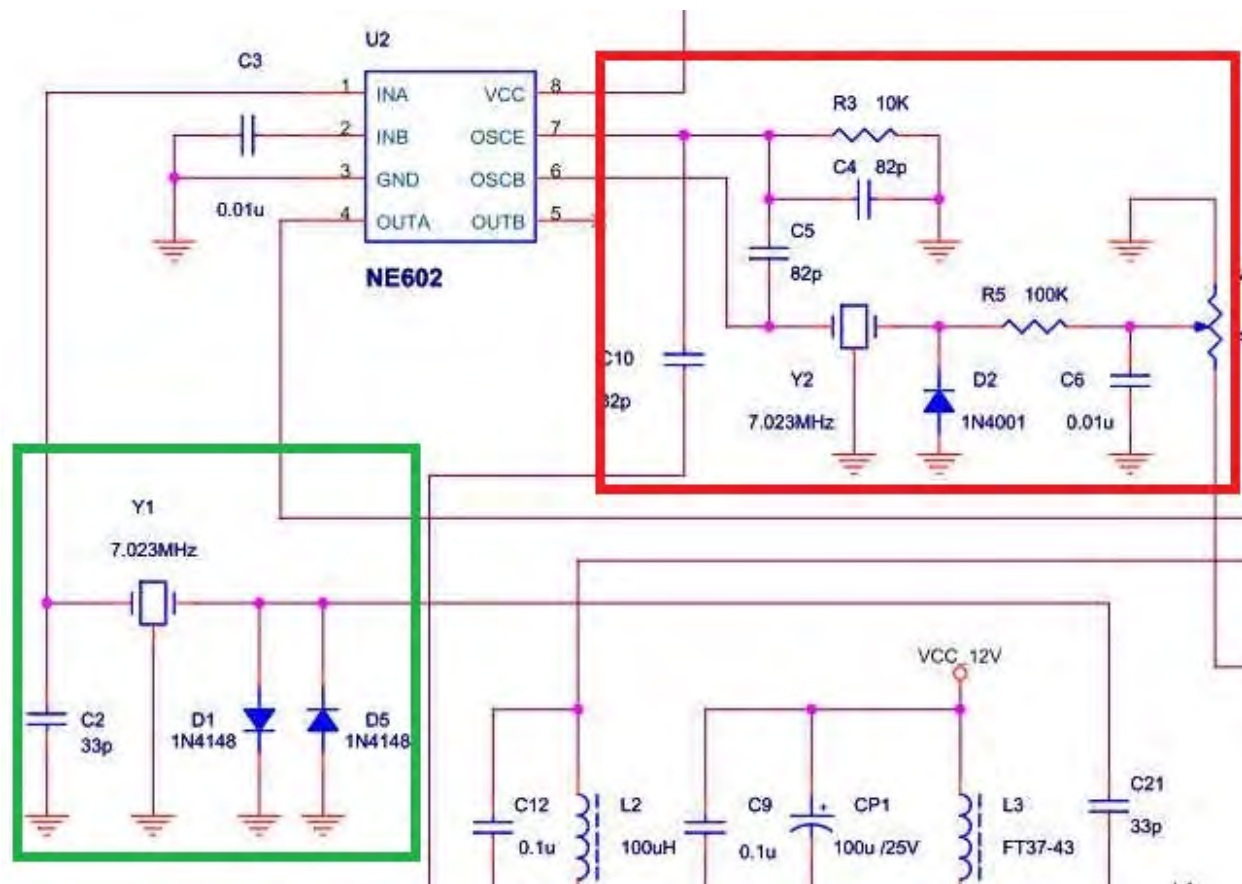 U2
C3
1 INA VCC 8
2 INB OSCE 7
3 GND OSCB 6
4 OUTA OUTB 5
0.01u
NE602
R3 10K
C4 82p
C5
82p
R5 100K
C10
Y2
7.023MHz
D2
1N4001
C6
0.01u
Y1
7.023MHz
C2
33p
D1
1N4148
D5
1N4148
VCC_12V
C12
0.1u
L2
100uH
C9
0.1u
CP1
+
100u /25V
L3
FT37-43
C21
33p